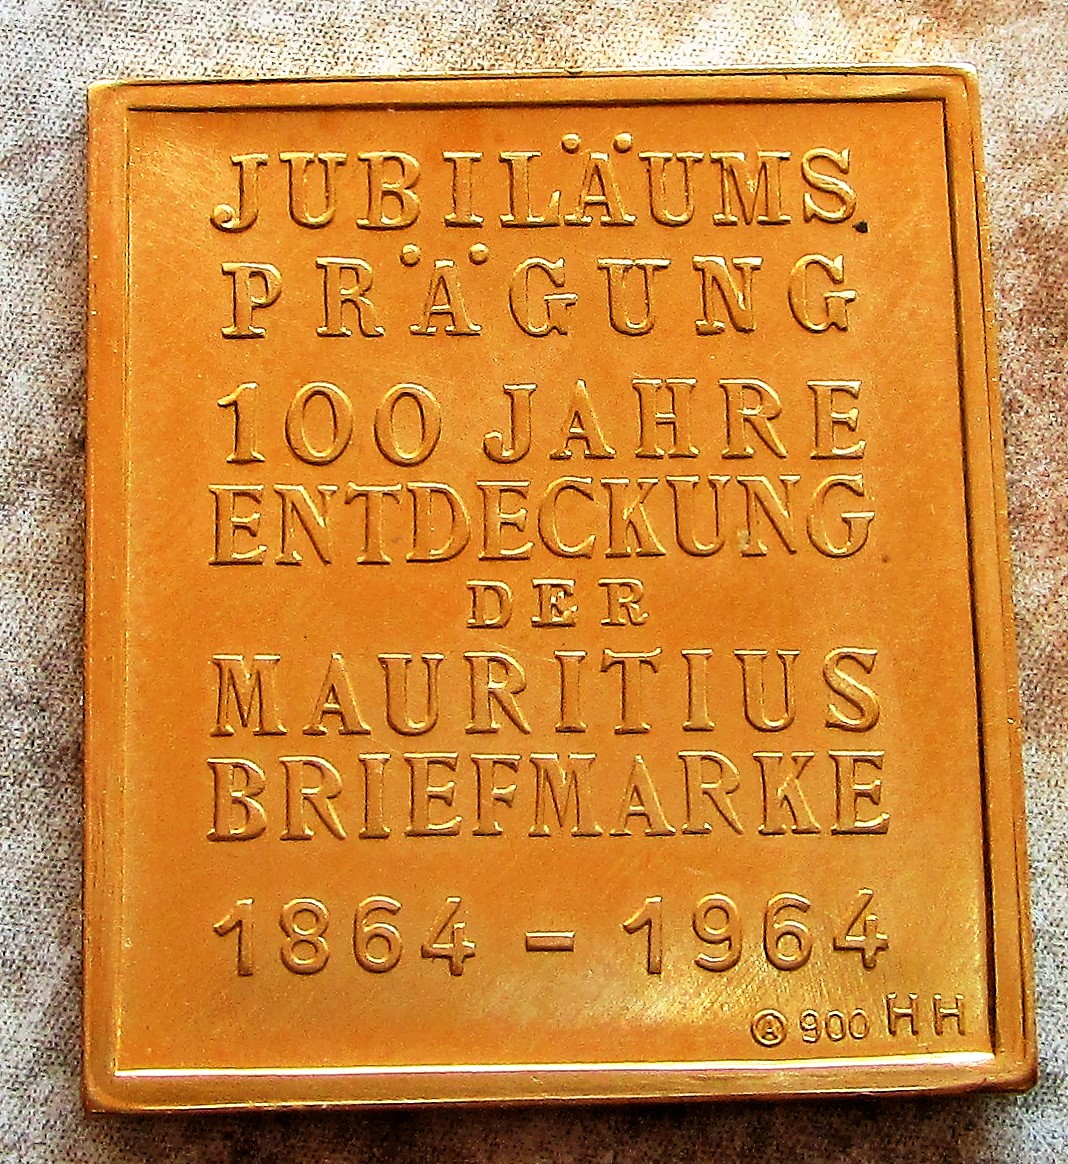 JUBILÄUMS
PRÄGUNG
100 JAHRE
ENTDECKUNG
DER
MAURITIUS
BRIEFMARKE
1864 - 1964
Ⓐ 900 HH